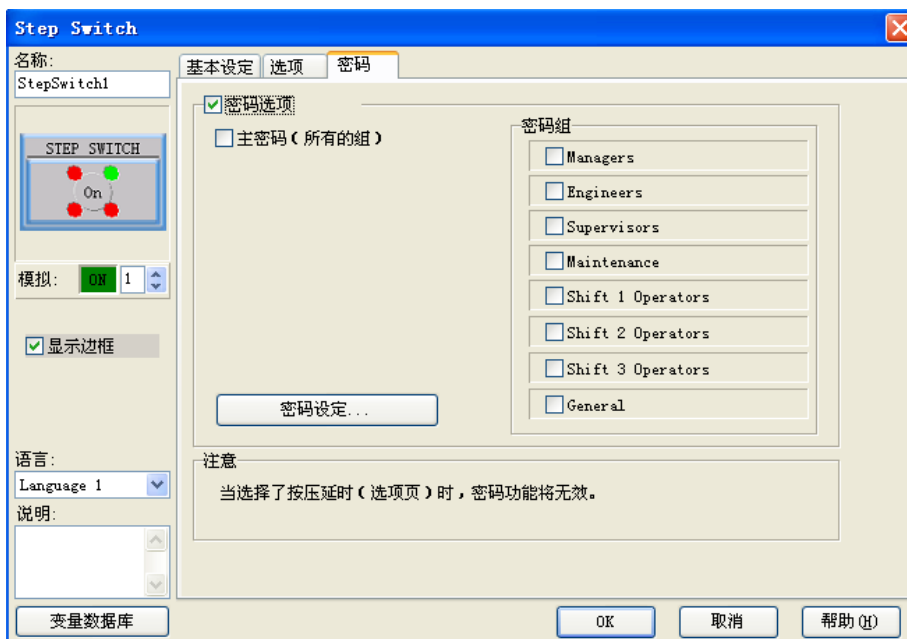 Step Switch
名称:
StepSwitch1
STEP SWITCH
On
模拟:
ON
1
显示边框
语言:
Language 1
说明:
变量数据库
基本设定
选项
密码
密码选项
主密码(所有的组)
密码设定...
密码组
Managers
Engineers
Supervisors
Maintenance
Shift 1 Operators
Shift 2 Operators
Shift 3 Operators
General
注意
当选择了按压延时(选项页)时,密码功能将无效。
OK
取消
帮助(H)